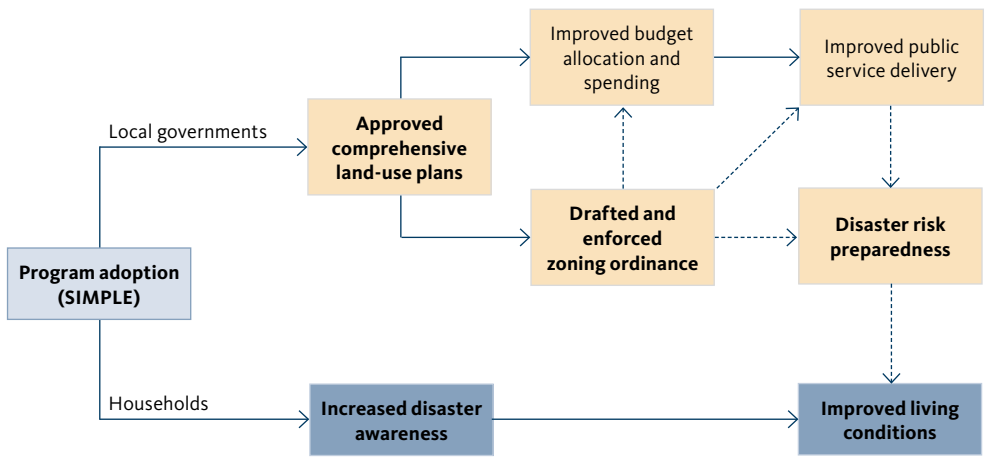 Improved budget
allocation and
spending
Improved public
service delivery
Local governments
Approved
comprehensive
land-use plans
Drafted and
enforced
zoning ordinance
Disaster risk
preparedness
Program adoption
(SIMPLE)
Households
Increased disaster
awareness
Improved living
conditions